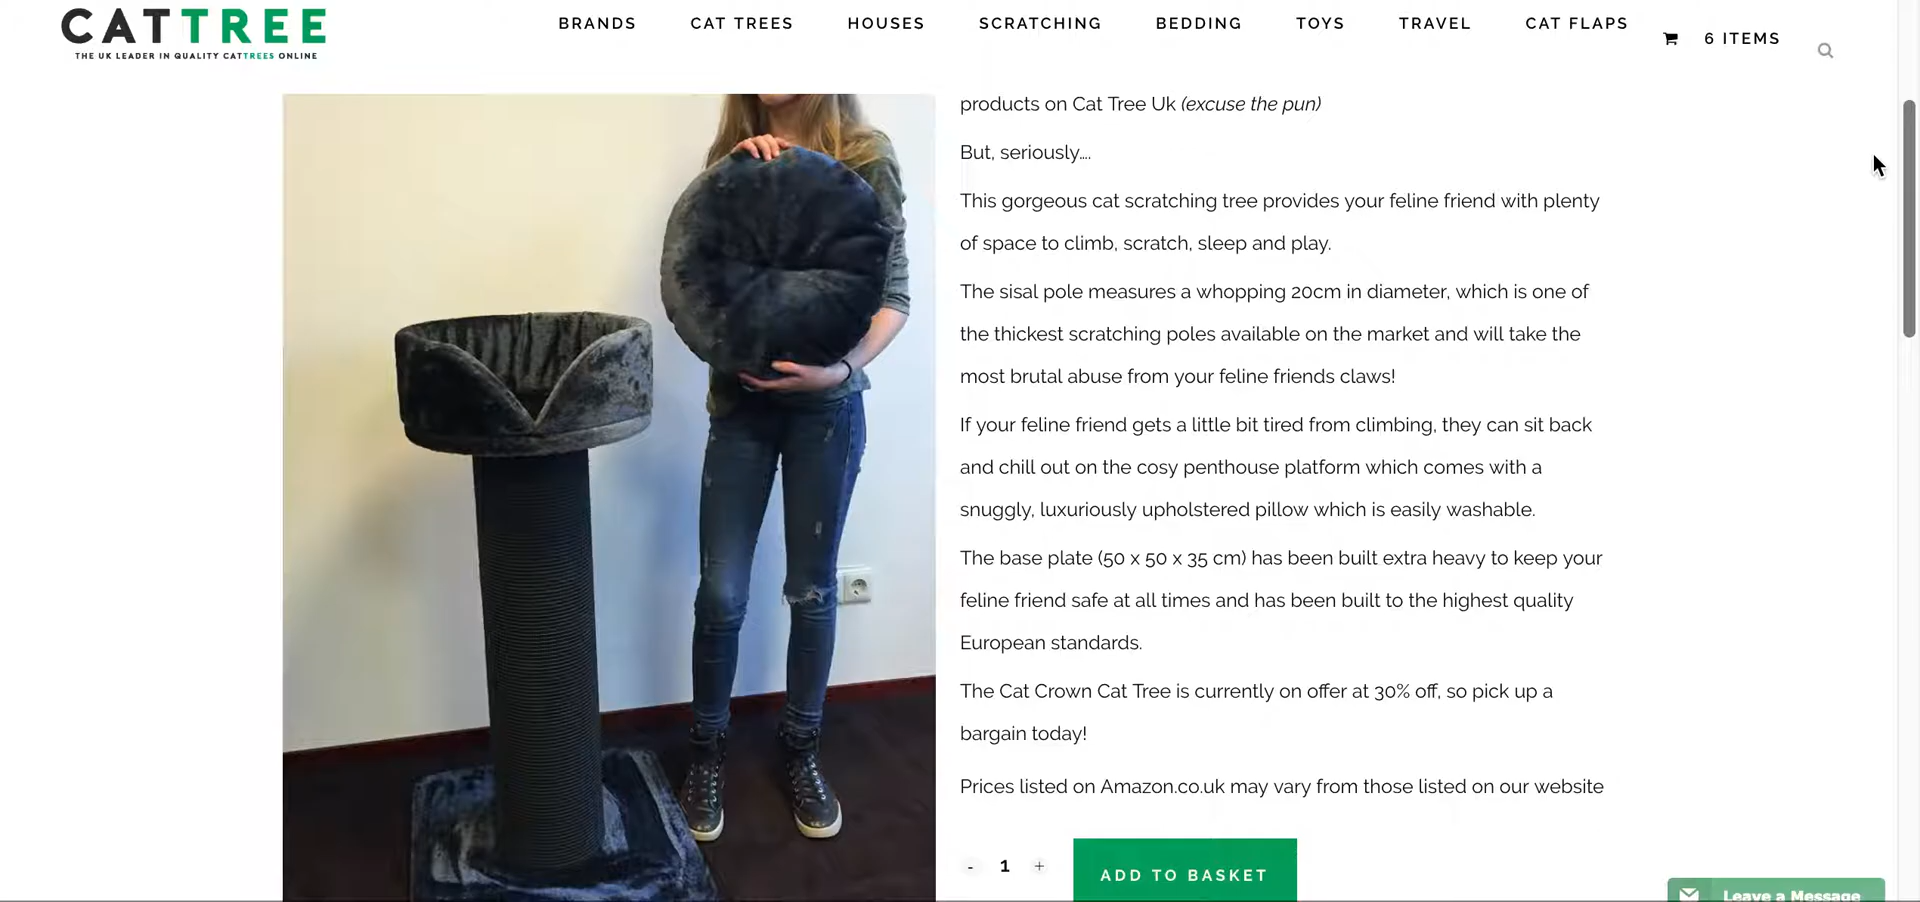 CATTREE
THE UK LEADER IN QUALITY CATTREES ONLINE
BRANDS CAT TREES HOUSES SCRATCHING BEDDING TOYS TRAVEL CAT FLAPS 6 ITEMS
products on Cat Tree Uk (excuse the pun)
But, seriously....
This gorgeous cat scratching tree provides your feline friend with plenty
of space to climb, scratch, sleep and play.
The sisal pole measures a whopping 20cm in diameter, which is one of
the thickest scratching poles available on the market and will take the
most brutal abuse from your feline friends claws!
If your feline friend gets a little bit tired from climbing, they can sit back
and chill out on the cosy penthouse platform which comes with a
snuggly, luxuriously upholstered pillow which is easily washable.
The base plate (50 x 50 x 35 cm) has been built extra heavy to keep your
feline friend safe at all times and has been built to the highest quality
European standards.
The Cat Crown Cat Tree is currently on offer at 30% off, so pick up a
bargain today!
Prices listed on Amazon.co.uk may vary from those listed on our website
- 1 + ADD TO BASKET
Leave a Message